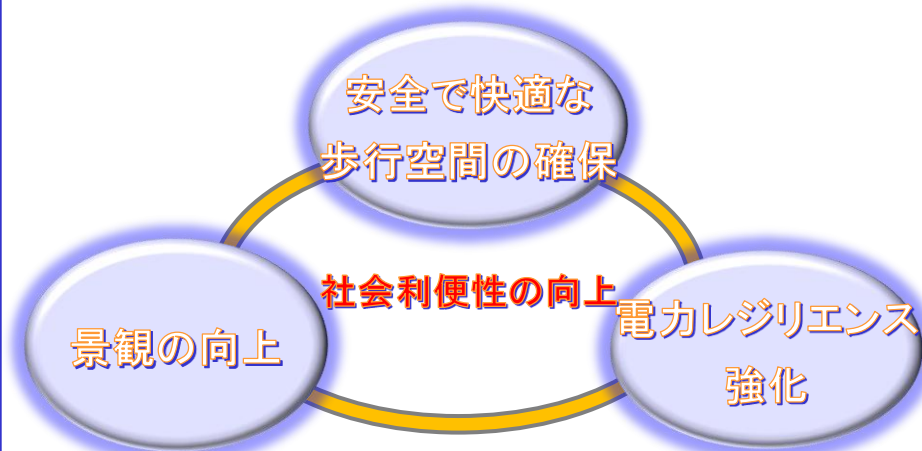 安全で快適な
歩行空間の確保
社会利便性の向上
景観の向上
電力レジリエンス
強化